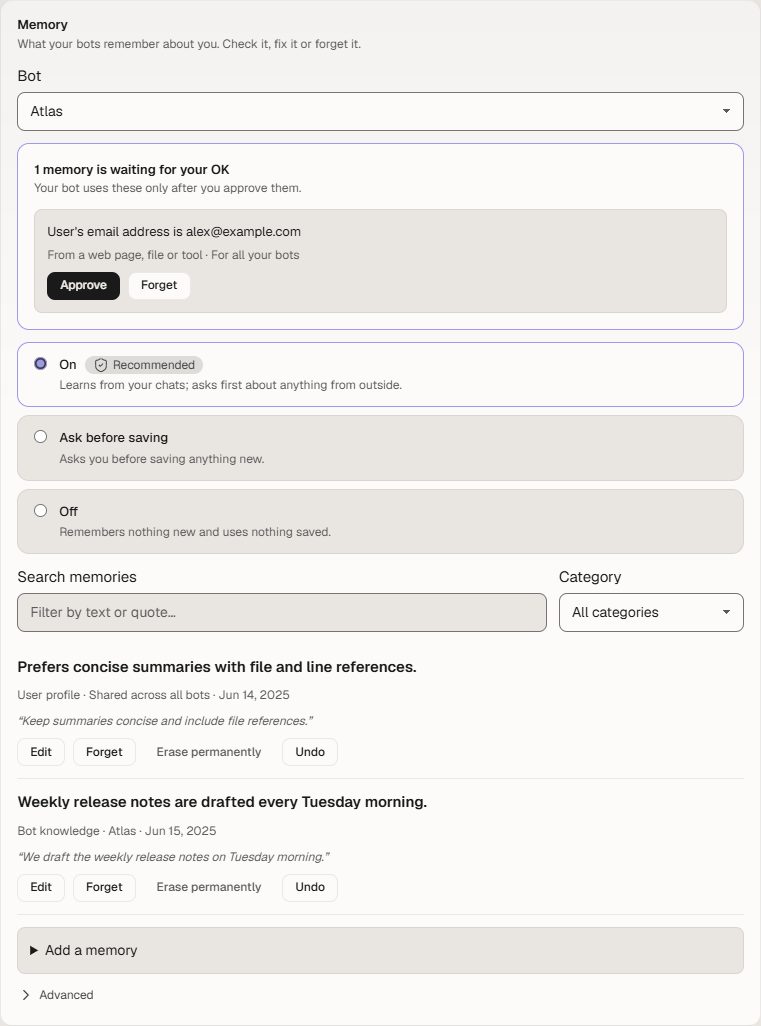 Memory
What your bots remember about you. Check it, fix it or forget it.
Bot
Atlas
1 memory is waiting for your OK
Your bot uses these only after you approve them.
User's email address is alex@example.com
From a web page, file or tool · For all your bots
Approve Forget
On Recommended
Learns from your chats; asks first about anything from outside.
Ask before saving
Asks you before saving anything new.
Off
Remembers nothing new and uses nothing saved.
Search memories Category
Filter by text or quote… All categories
Prefers concise summaries with file and line references.
User profile · Shared across all bots · Jun 14, 2025
“Keep summaries concise and include file references.”
Edit Forget Erase permanently Undo
Weekly release notes are drafted every Tuesday morning.
Bot knowledge · Atlas · Jun 15, 2025
“We draft the weekly release notes on Tuesday morning.”
Edit Forget Erase permanently Undo
Add a memory
Advanced